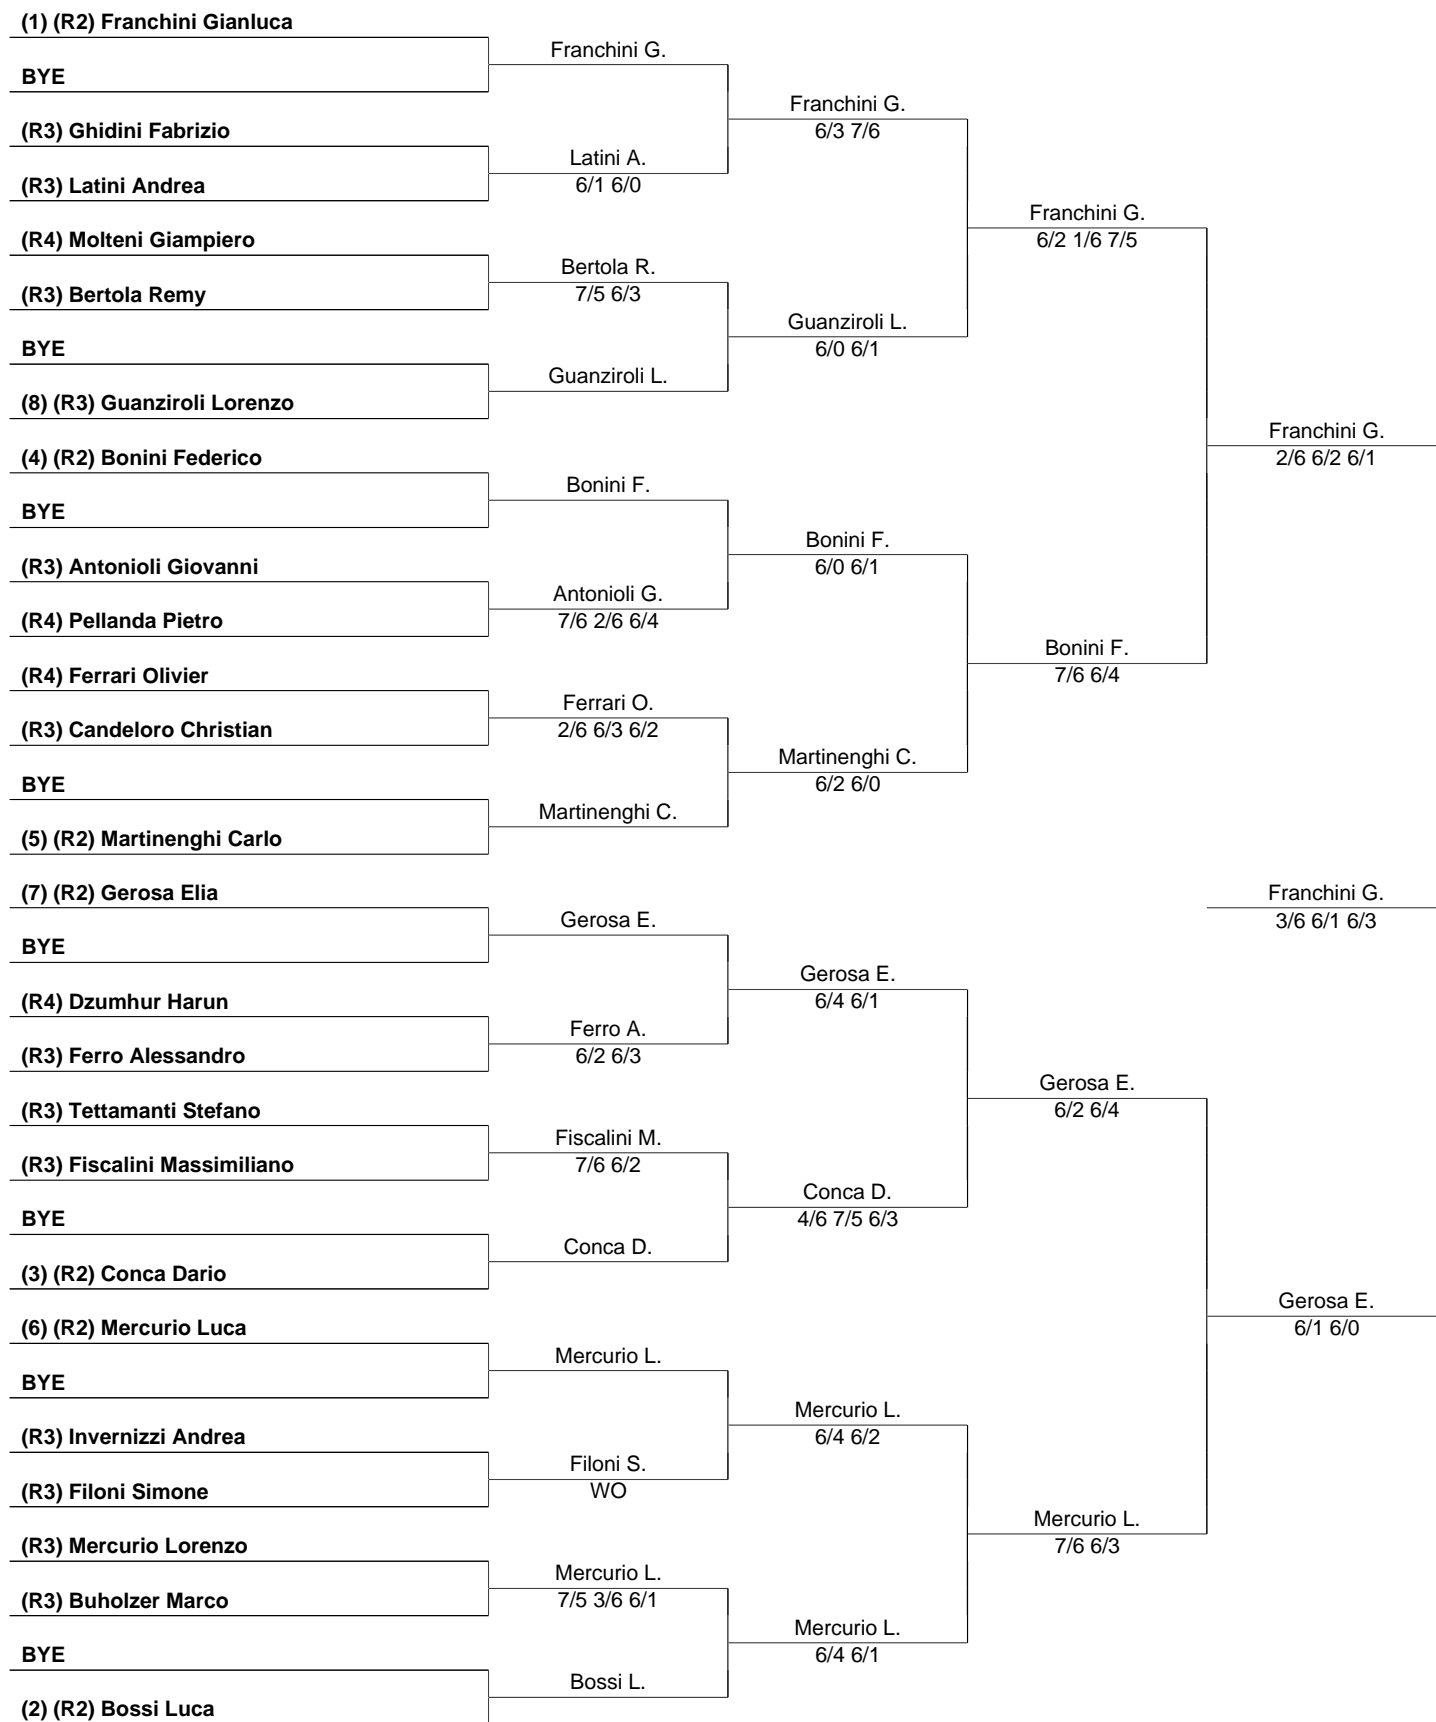 (1) (R2) Franchini Gianluca
Franchini G.
BYE
Franchini G.
6/3 7/6
(R3) Ghidini Fabrizio
Latini A.
6/1 6/0
(R3) Latini Andrea
Franchini G.
6/2 1/6 7/5
(R4) Molteni Giampiero
Bertola R.
7/5 6/3
(R3) Bertola Remy
Guanziroli L.
6/0 6/1
BYE
Guanziroli L.
(8) (R3) Guanziroli Lorenzo
Franchini G.
2/6 6/2 6/1
(4) (R2) Bonini Federico
Bonini F.
BYE
Bonini F.
6/0 6/1
(R3) Antonioli Giovanni
Antonioli G.
7/6 2/6 6/4
(R4) Pellanda Pietro
Bonini F.
7/6 6/4
(R4) Ferrari Olivier
Ferrari O.
2/6 6/3 6/2
(R3) Candeloro Christian
Martinenghi C.
6/2 6/0
BYE
Martinenghi C.
(5) (R2) Martinenghi Carlo
(7) (R2) Gerosa Elia
Franchini G.
3/6 6/1 6/3
Gerosa E.
BYE
Gerosa E.
6/4 6/1
(R4) Dzumhur Harun
Ferro A.
6/2 6/3
(R3) Ferro Alessandro
Gerosa E.
6/2 6/4
(R3) Tettamanti Stefano
Fiscalini M.
7/6 6/2
(R3) Fiscalini Massimiliano
Conca D.
4/6 7/5 6/3
BYE
Conca D.
(3) (R2) Conca Dario
Gerosa E.
6/1 6/0
(6) (R2) Mercurio Luca
Mercurio L.
BYE
Mercurio L.
6/4 6/2
(R3) Invernizzi Andrea
Filoni S.
WO
(R3) Filoni Simone
Mercurio L.
7/6 6/3
(R3) Mercurio Lorenzo
Mercurio L.
7/5 3/6 6/1
(R3) Buholzer Marco
Mercurio L.
6/4 6/1
BYE
Bossi L.
(2) (R2) Bossi Luca